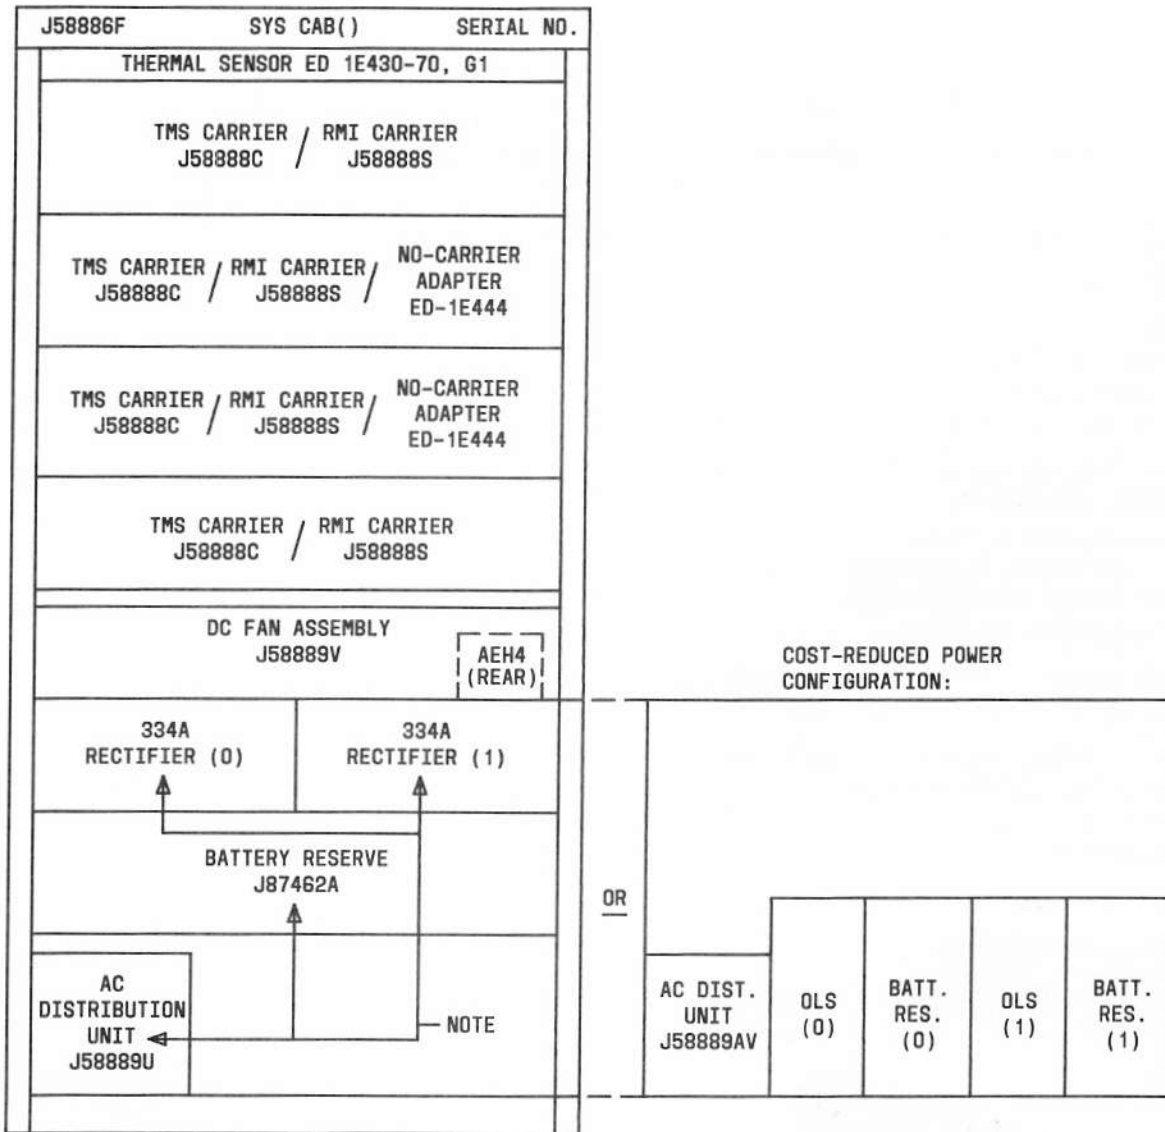 J58886F SYS CAB() SERIAL NO.
THERMAL SENSOR ED 1E430-70, G1
TMS CARRIER / RMI CARRIER
J58888C J58888S
TMS CARRIER / RMI CARRIER / NO-CARRIER
J58888C J58888S ADAPTER
ED-1E444
TMS CARRIER / RMI CARRIER / NO-CARRIER
J58888C J58888S ADAPTER
ED-1E444
TMS CARRIER / RMI CARRIER
J58888C J58888S
DC FAN ASSEMBLY
J58889V
AEH4
(REAR)
COST-REDUCED POWER
CONFIGURATION:
334A
RECTIFIER (0)
334A
RECTIFIER (1)
BATTERY RESERVE
J87462A
OR
AC
DISTRIBUTION
UNIT
J58889U
NOTE
AC DIST.
UNIT
J58889AV
OLS
(0)
BATT.
RES.
(0)
OLS
(1)
BATT.
RES.
(1)